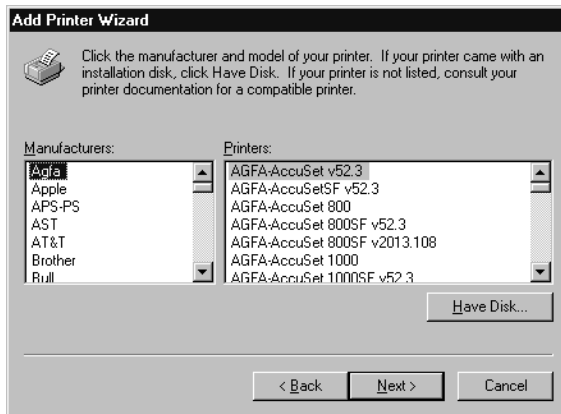 Add Printer Wizard
Click the manufacturer and model of your printer. If your printer came with an
installation disk, click Have Disk. If your printer is not listed, consult your
printer documentation for a compatible printer.
Manufacturers:
Agfa
Apple
APS-PS
AST
AT&T
Brother
Bull
Printers:
AGFA-AccuSet v52.3
AGFA-AccuSetSF v52.3
AGFA-AccuSet 800
AGFA-AccuSet 800SF v52.3
AGFA-AccuSet 800SF v2013.108
AGFA-AccuSet 1000
AGFA-AccuSet 1000SF v52.3
Have Disk...
< Back
Next >
Cancel